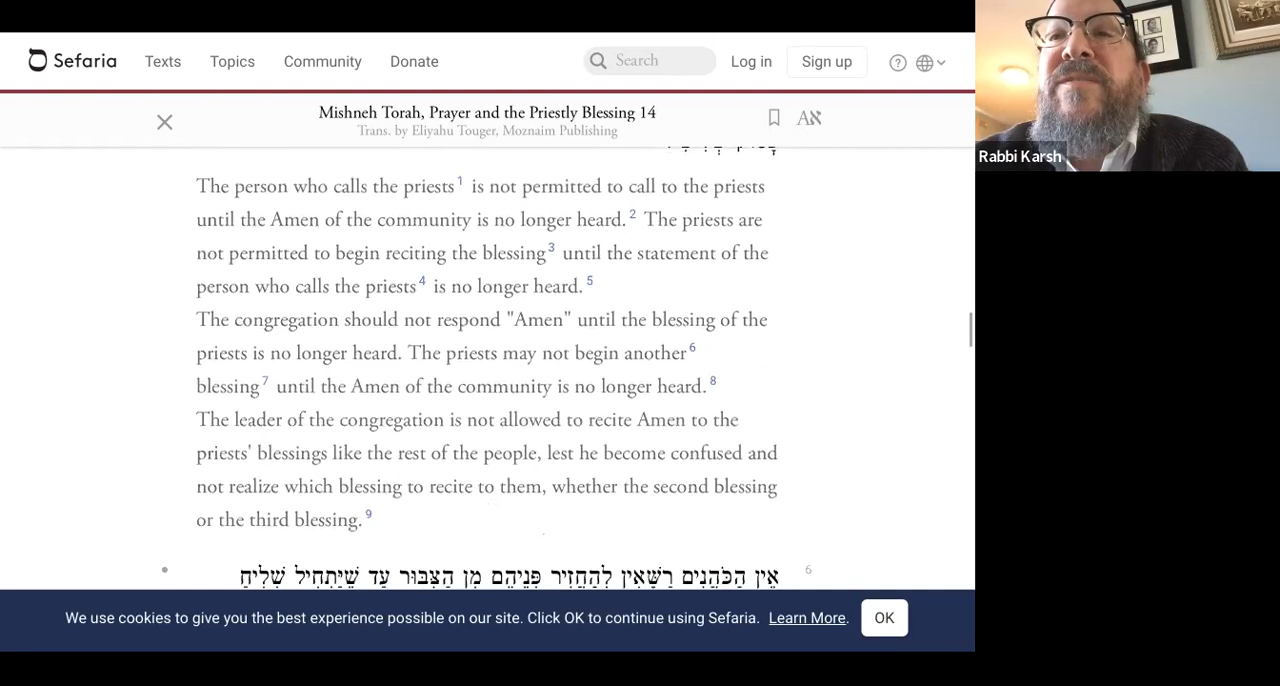 Sefaria Texts Topics Community Donate Search Log in Sign up
Mishneh Torah, Prayer and the Priestly Blessing 14
Trans. by Eliyahu Touger, Moznaim Publishing
Rabbi Karsh
The person who calls the priests 1 is not permitted to call to the priests
until the Amen of the community is no longer heard. 2 The priests are
not permitted to begin reciting the blessing 3 until the statement of the
person who calls the priests 4 is no longer heard. 5
The congregation should not respond "Amen" until the blessing of the
priests is no longer heard. The priests may not begin another 6
blessing 7 until the Amen of the community is no longer heard. 8
The leader of the congregation is not allowed to recite Amen to the
priests' blessings like the rest of the people, lest he become confused and
not realize which blessing to recite to them, whether the second blessing
or the third blessing. 9
אֵין הַכֹּהֲנִים רַשָּׁאִין לְהַחֲזִיר פְּנֵיהֶם מִן הַצִּבּוּר עַד שֶׁיַּתְחִיל שְׁלִיחַ
6
We use cookies to give you the best experience possible on our site. Click OK to continue using Sefaria. Learn More. OK